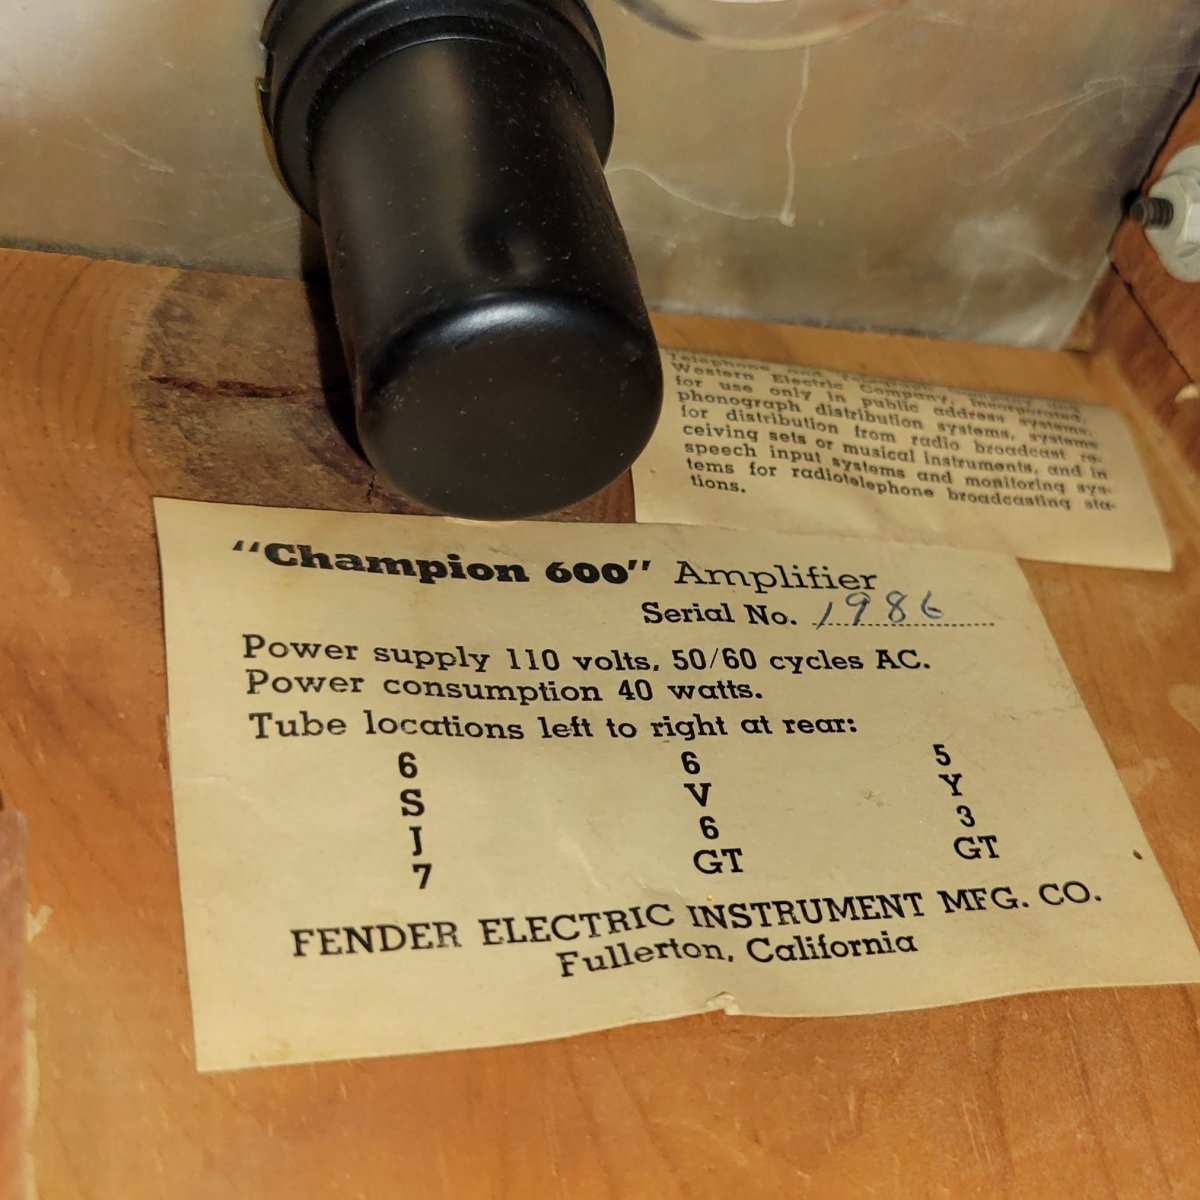 Telephone and
Western Electric Company, Incorporated,
for use only in public address systems,
phonograph distribution systems, systems
for distribution from radio broadcast re-
ceiving sets or musical instruments, and in
speech input systems and monitoring sys-
tems for radiotelephone broadcasting sta-
tions.
"Champion 600" Amplifier
Serial No. 1986
Power supply 110 volts, 50/60 cycles AC.
Power consumption 40 watts.
Tube locations left to right at rear:
6 6 5
S V Y
J 6 3
7 GT GT
FENDER ELECTRIC INSTRUMENT MFG. CO.
Fullerton, California